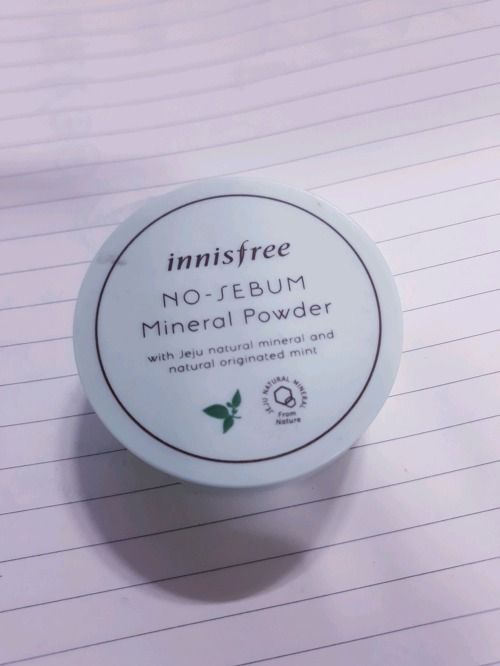 innisfree
NO-SEBUM
Mineral Powder
with Jeju natural mineral and
natural originated mint
JEJU NATURAL MINERAL
From
Nature